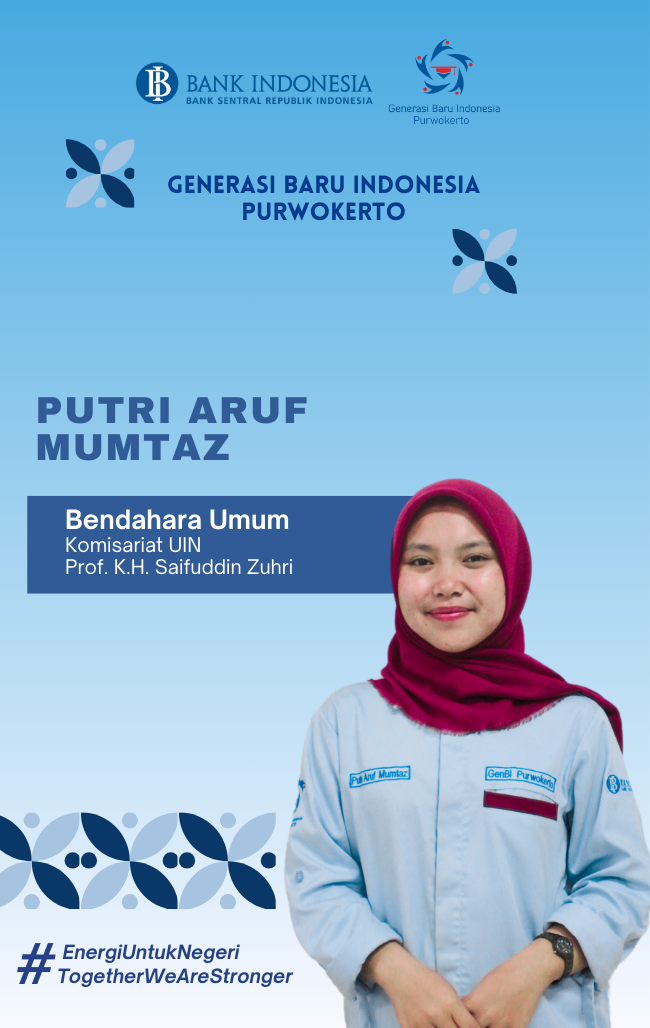 BANK INDONESIA
BANK SENTRAL REPUBLIK INDONESIA
Generasi Baru Indonesia
Purwokerto
GENERASI BARU INDONESIA
PURWOKERTO
PUTRI ARUF
MUMTAZ
Bendahara Umum
Komisariat UIN
Prof. K.H. Saifuddin Zuhri
Putri Aruf Mumtaz
GenBI Purwokerto
BAN
# EnergiUntukNegeri
TogetherWeAreStronger